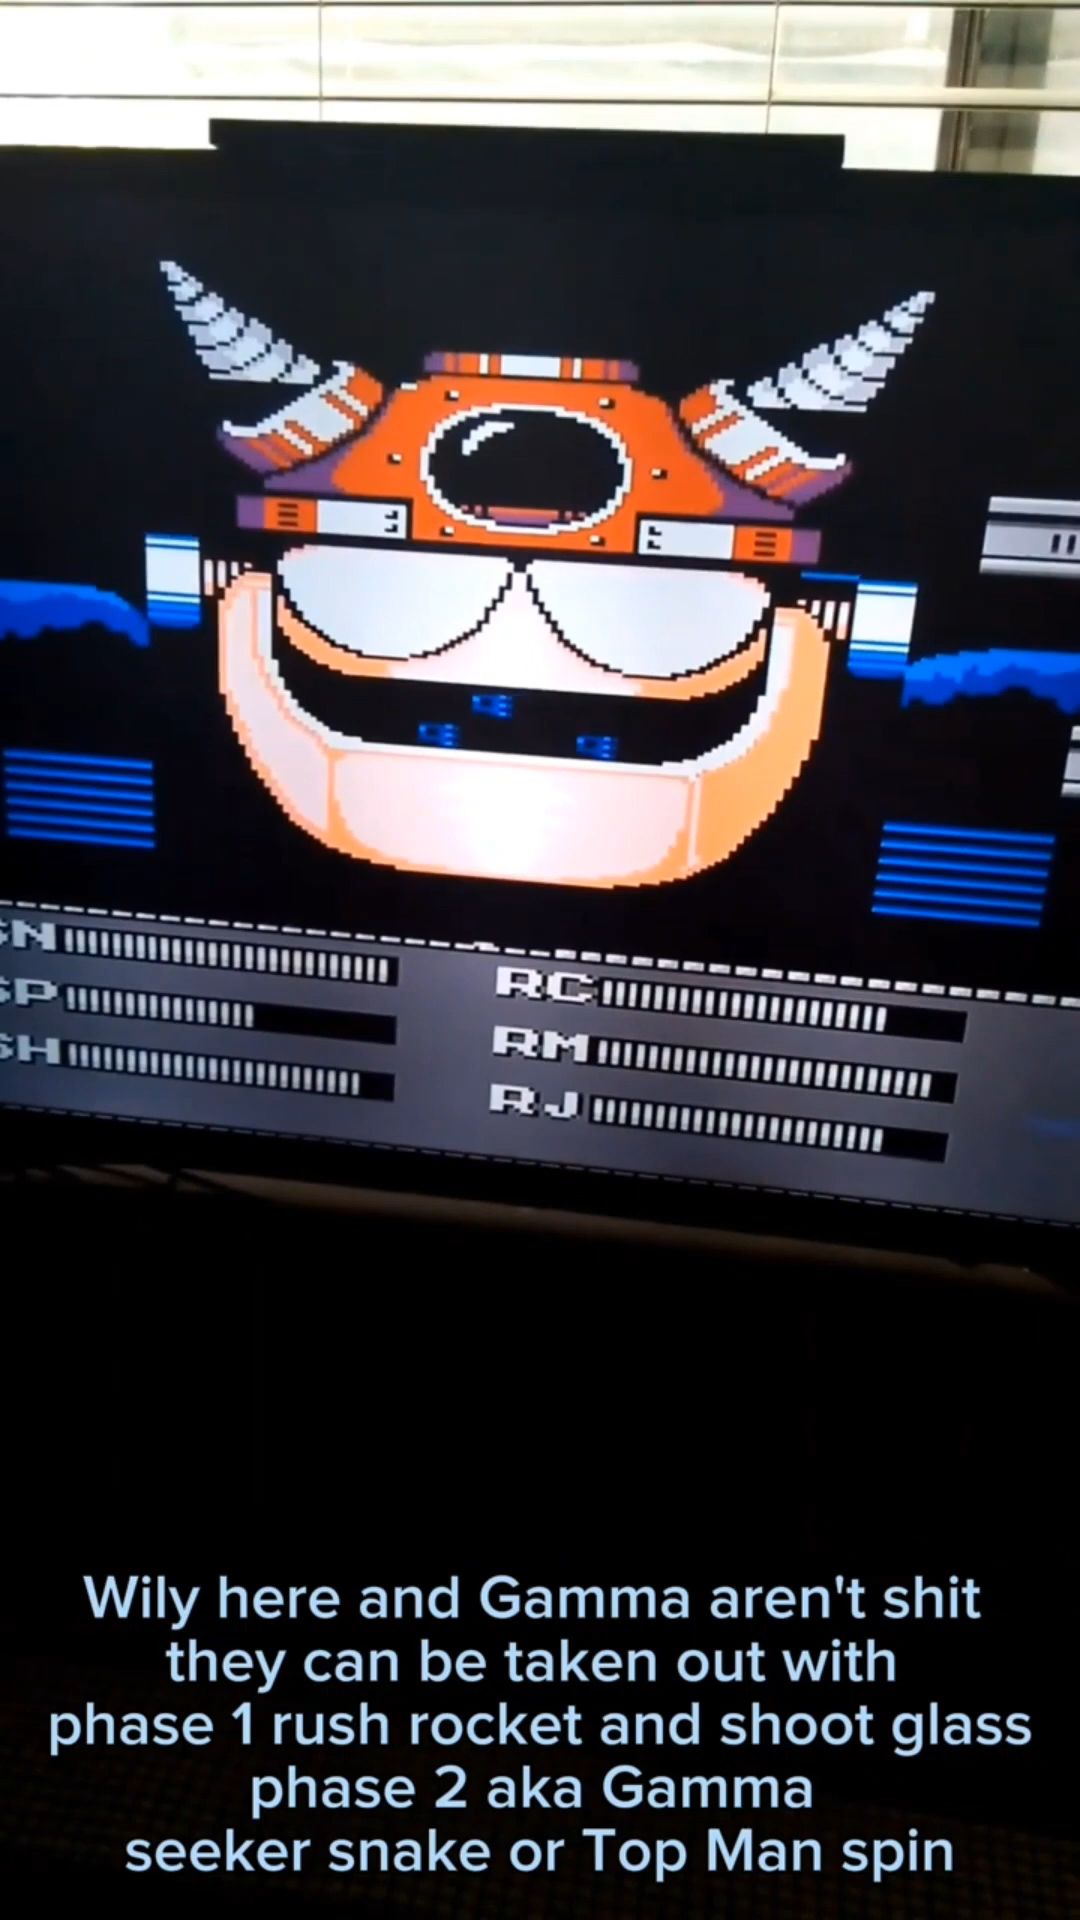 SN
RC
SP
RM
SH
RJ
Wily here and Gamma aren't shit
they can be taken out with
phase 1 rush rocket and shoot glass
phase 2 aka Gamma
seeker snake or Top Man spin